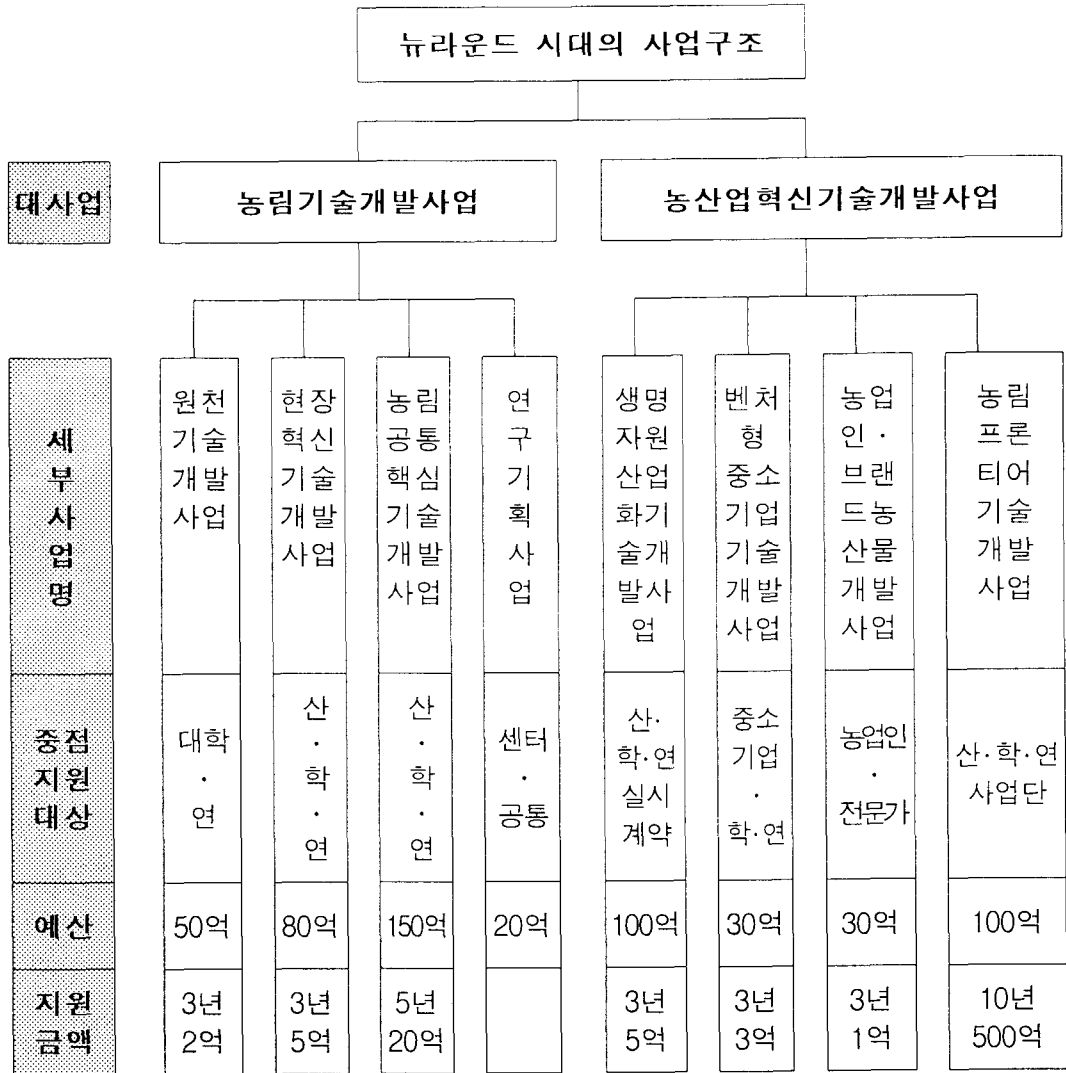 뉴라운드 시대의 사업구조
대사업
농림기술개발사업
농산업혁신기술개발사업
세
부
사
업
명
원천
기술
개발
사업
현장
혁신
기술
개발
사업
농림
공통
핵심
기술
개발
사업
연
구
기
획
사
업
생명
자원
산업
화기
술개
발사
업
벤처
형
중소
기업
기술
개발
사업
농업
인·
브랜
드농
산물
개발
사업
농림
프론
티어
기술
개발
사업
중점
지원
대상
대학
·
연
산
·
학
·
연
산
·
학
·
연
센터
·
공통
산·
학·연
실시
계약
중소
기업
·
학·연
농업인
·
전문가
산·학·연
사업단
예산
50억
80억
150억
20억
100억
30억
30억
100억
지원
금액
3년
2억
3년
5억
5년
20억
3년
5억
3년
3억
3년
1억
10년
500억